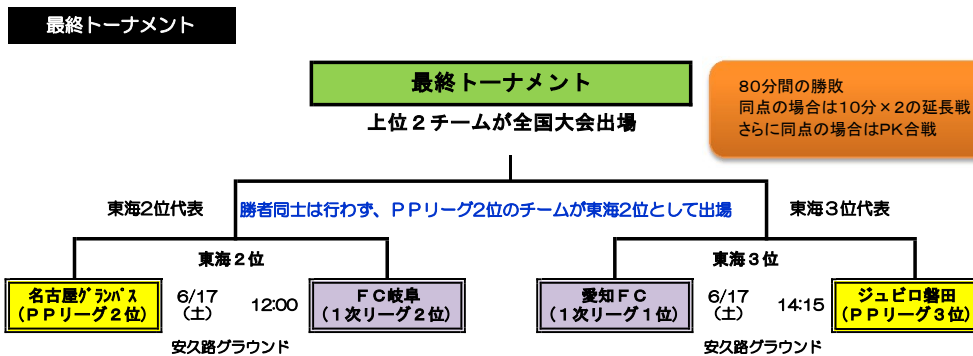 最終トーナメント
最終トーナメント
上位２チームが全国大会出場
80分間の勝敗
同点の場合は10分×2の延長戦
さらに同点の場合はPK合戦
東海2位代表
勝者同士は行わず、ＰＰリーグ2位のチームが東海2位として出場
東海３位代表
東海２位
東海３位
名古屋グランパス
(ＰＰリーグ２位)
6/17
(土)
12:00
ＦＣ岐阜
(１次リーグ２位)
愛知ＦＣ
(１次リーグ１位)
6/17
(土)
14:15
ジュビロ磐田
(ＰＰリーグ３位)
安久路グラウンド
安久路グラウンド